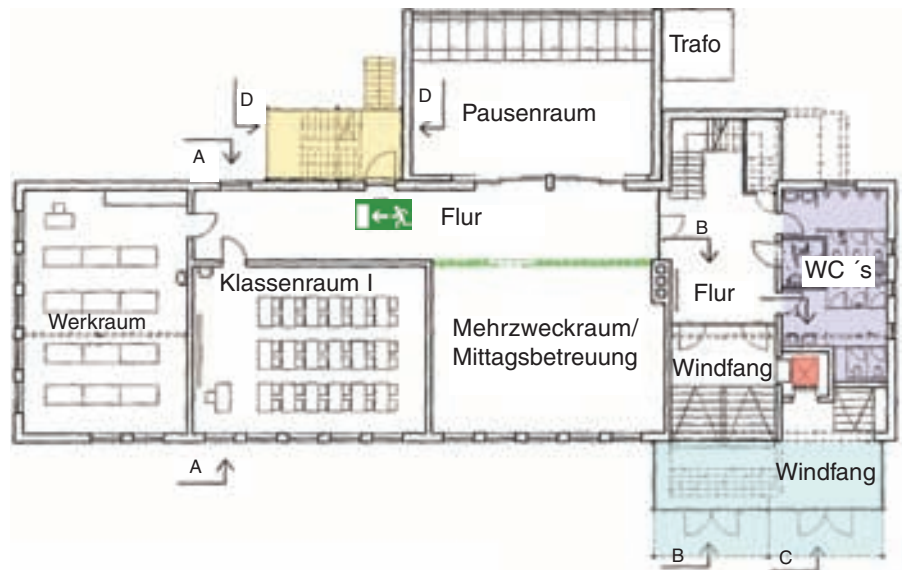 Trafo
D
D
Pausenraum
A
Flur
B
Klassenraum I
WC ´s
Flur
Werkraum
Mehrzweckraum/
Mittagsbetreuung
Windfang
A
Windfang
B
C